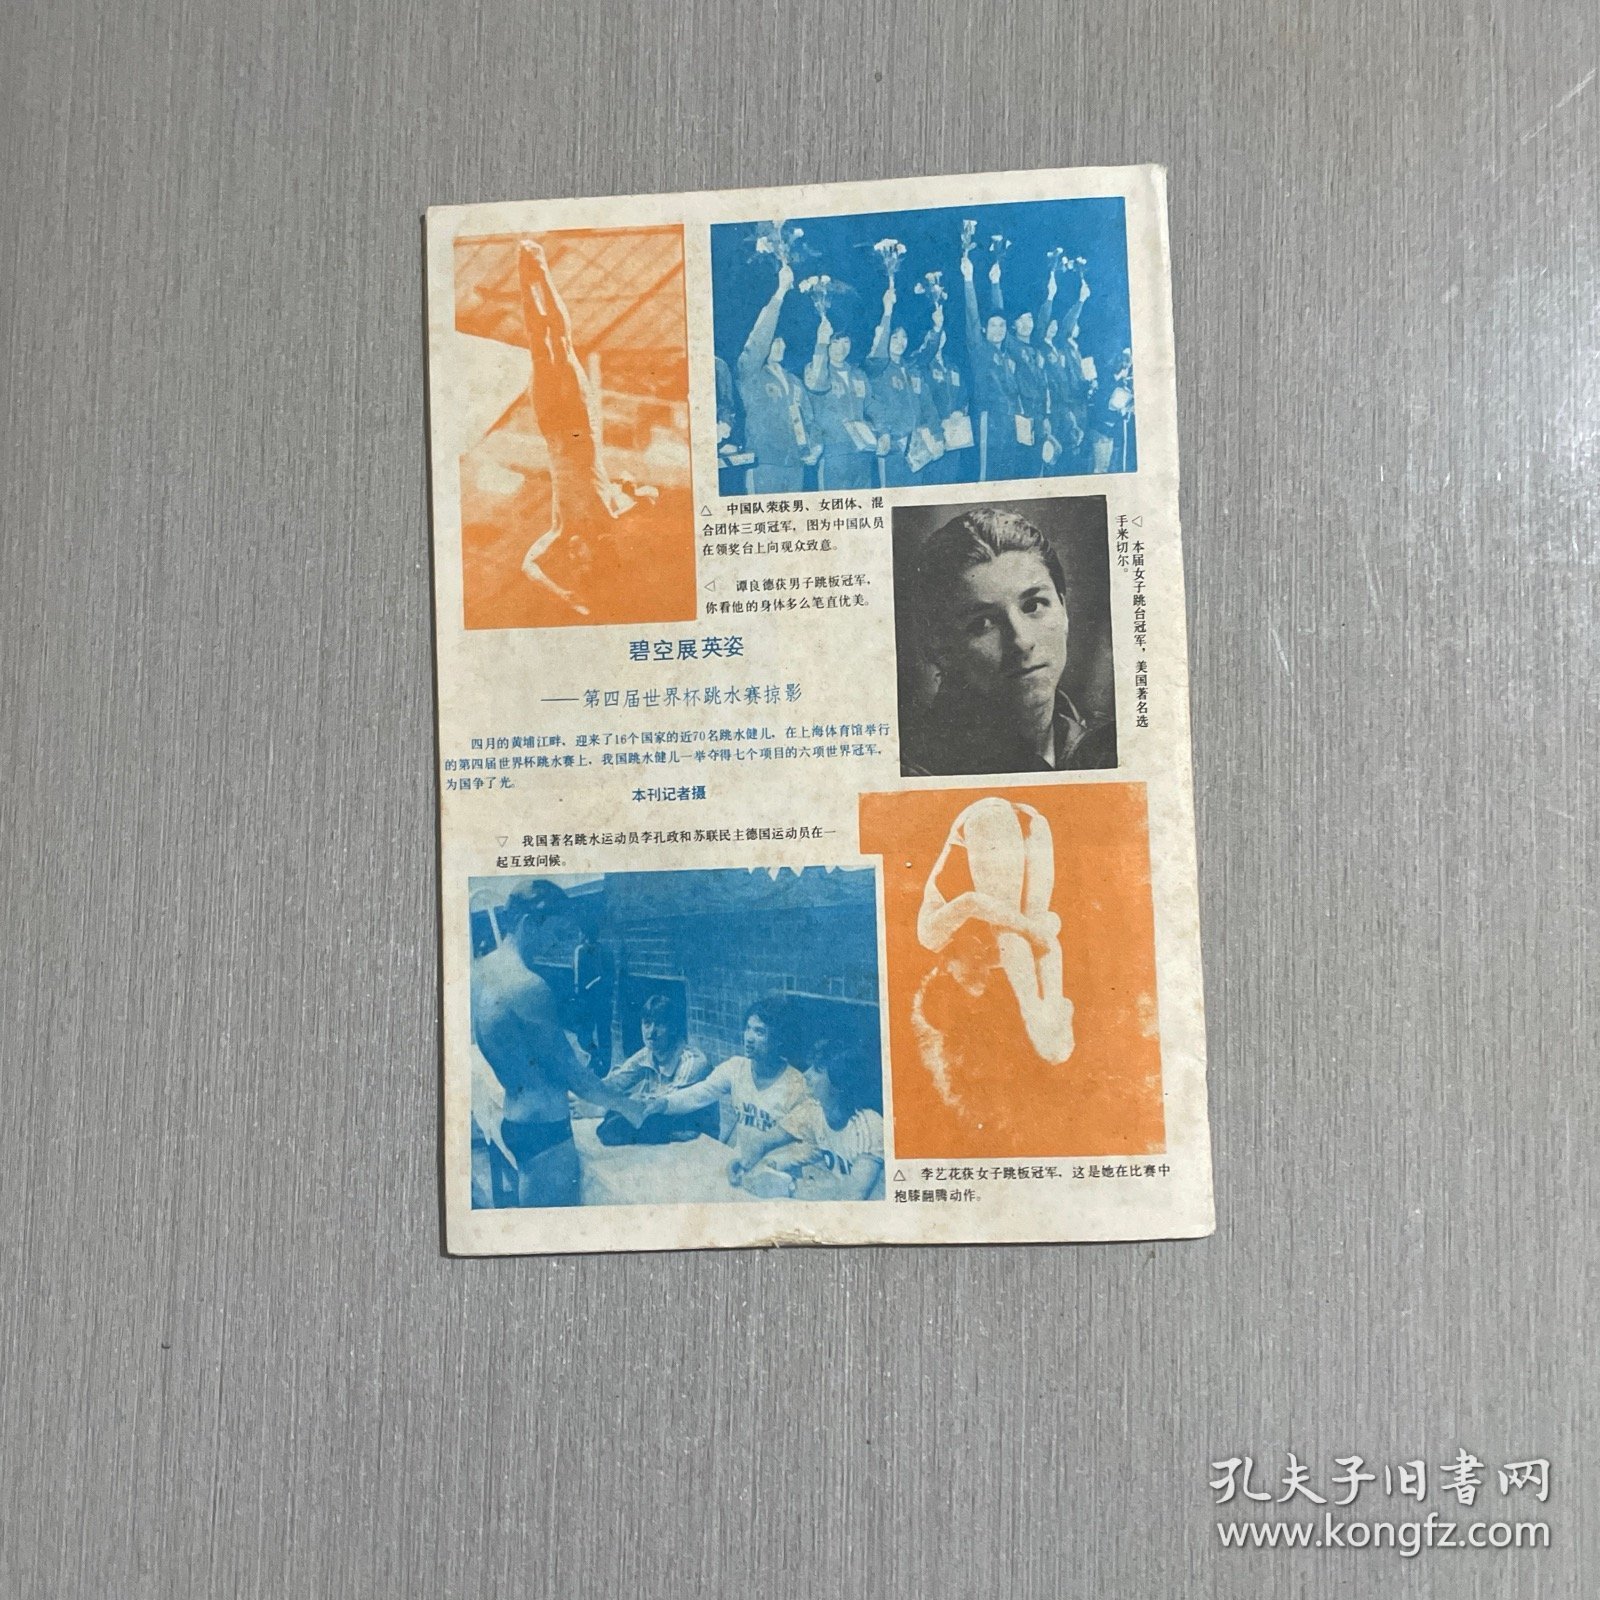 △ 中国队荣获男、女团体、混
合团体三项冠军，图为中国队员
在领奖台上向观众致意。
◁ 谭良德获男子跳板冠军，
你看他的身体多么笔直优美。
◁ 本届女子跳台冠军，美国著名选
手米切尔。
碧空展英姿
——第四届世界杯跳水赛掠影
四月的黄埔江畔，迎来了16个国家的近70名跳水健儿，在上海体育馆举行
的第四届世界杯跳水赛上，我国跳水健儿一举夺得七个项目的六项世界冠军，
为国争了光。
本刊记者摄
▽ 我国著名跳水运动员李孔政和苏联民主德国运动员在一
起互致问候。
△ 李艺花获女子跳板冠军，这是她在比赛中
抱膝翻腾动作。
孔夫子旧书网
www.kongfz.com